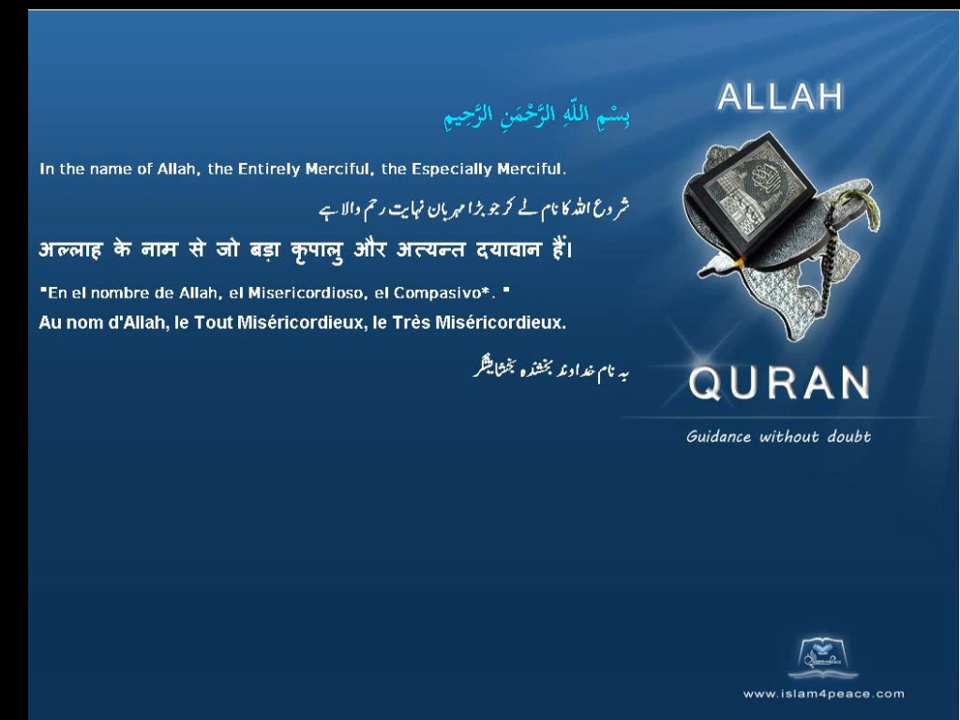 بِسْمِ اللَّهِ الرَّحْمَنِ الرَّحِيمِ
In the name of Allah, the Entirely Merciful, the Especially Merciful.
شروع اللہ کا نام لے کر جو بڑا مہربان نہایت رحم والا ہے
अल्लाह के नाम से जो बड़ा कृपालु और अत्यन्त दयावान हैं।
"En el nombre de Allah, el Misericordioso, el Compasivo*. "
Au nom d'Allah, le Tout Miséricordieux, le Très Miséricordieux.
به نام خداوند بخشنده بخشایشگر
ALLAH
QURAN
Guidance without doubt
www.islam4peace.com